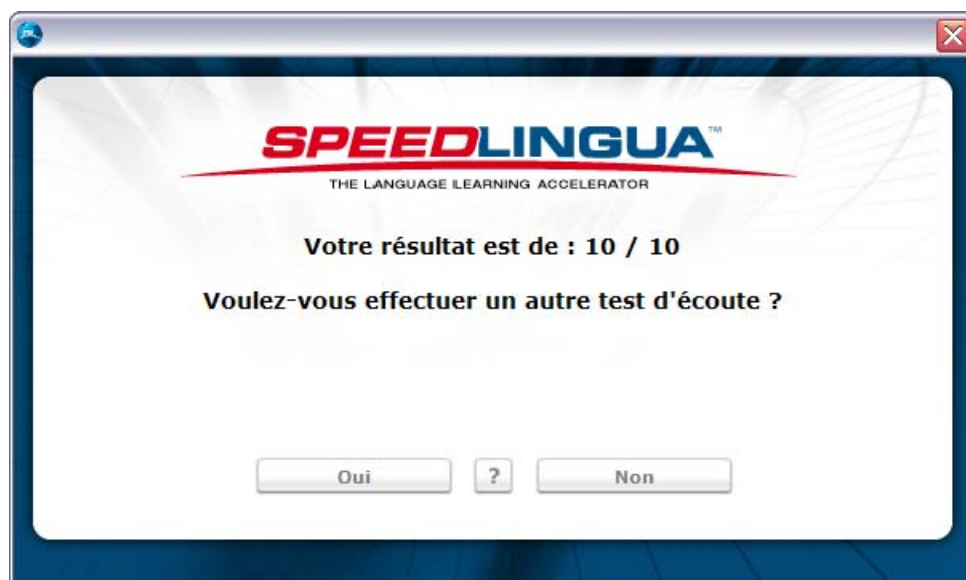 SPEEDLINGUA™
THE LANGUAGE LEARNING ACCELERATOR
Votre résultat est de : 10 / 10
Voulez-vous effectuer un autre test d'écoute ?
Oui ? Non